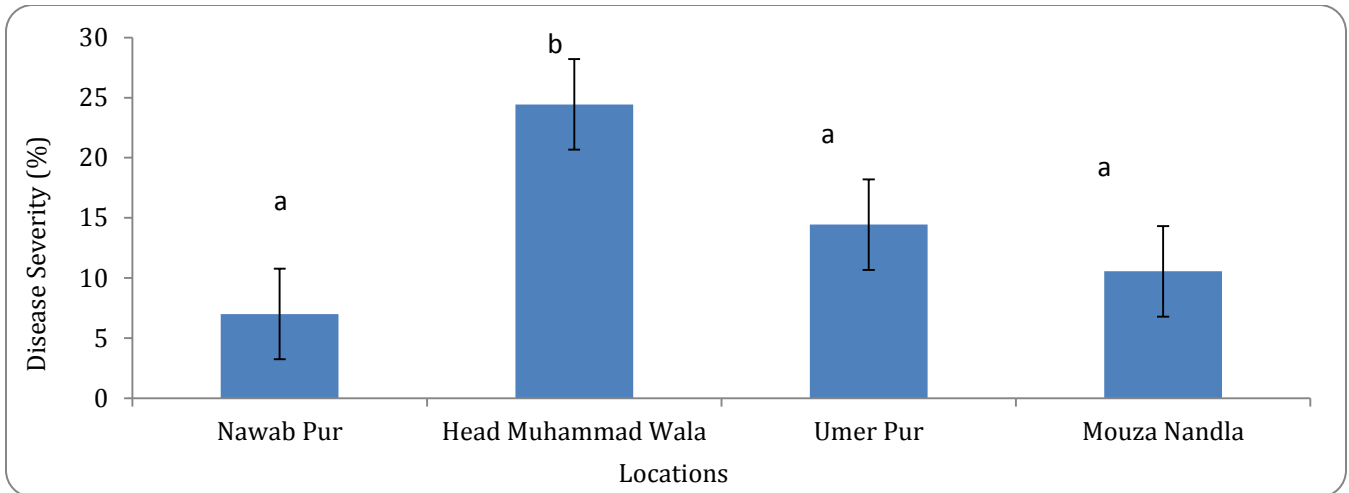 Disease Severity (%)
30
25
20
15
10
5
0
a
b
a
a
Nawab Pur
Head Muhammad Wala
Umer Pur
Mouza Nandla
Locations